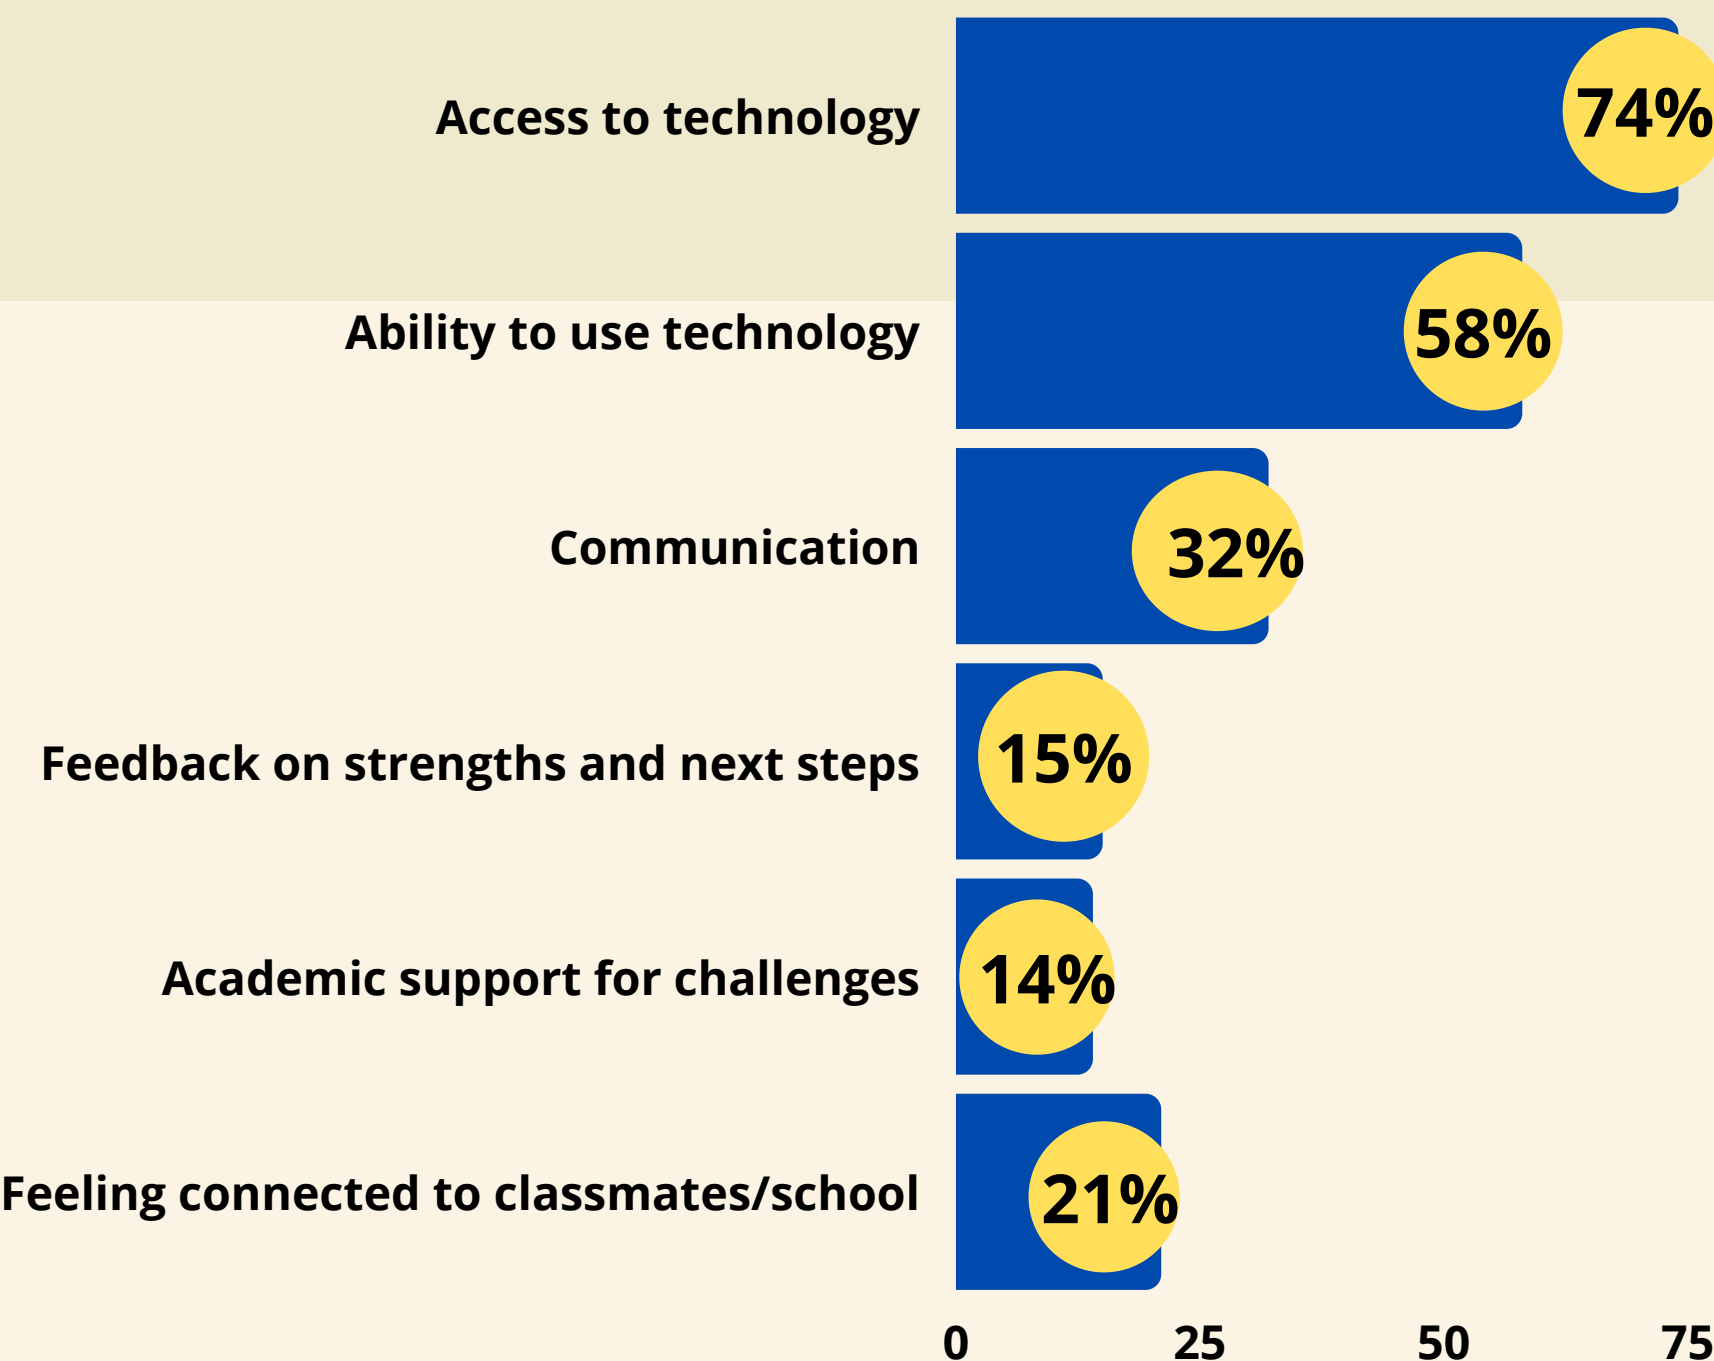 Access to technology
74%
Ability to use technology
58%
Communication
32%
Feedback on strengths and next steps
15%
Academic support for challenges
14%
Feeling connected to classmates/school
21%
0 25 50 75